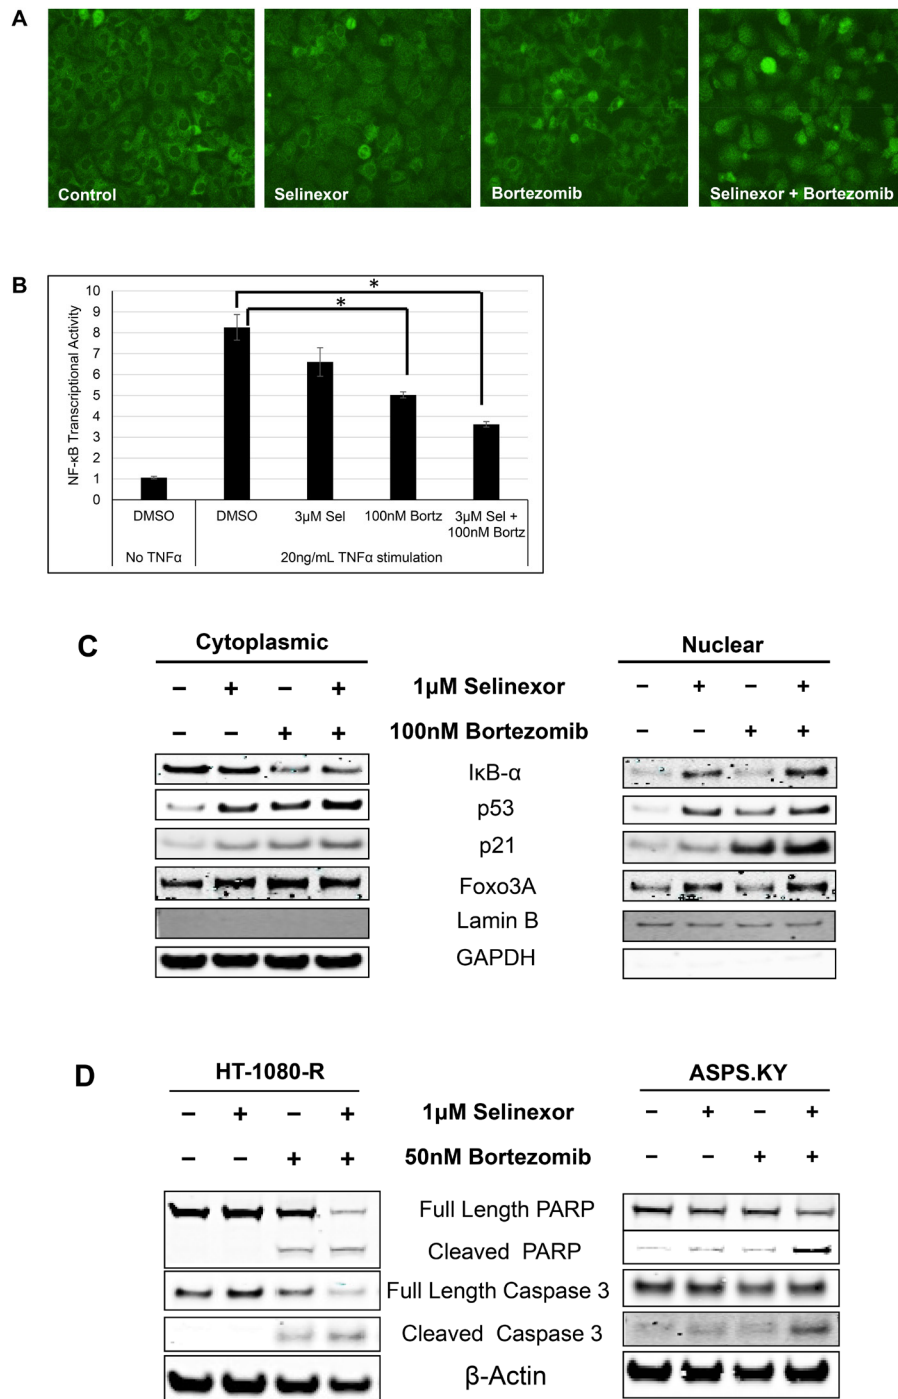 A
Control
Selinexor
Bortezomib
Selinexor + Bortezomib
B
NF-κB Transcriptional Activity
10
9
8
7
6
5
4
3
2
1
0
*
*
DMSO
DMSO
3μM Sel
100nM Bortz
3μM Sel +
100nM Bortz
No TNFα
20ng/mL TNFα stimulation
C
Cytoplasmic
Nuclear
– + – + 1μM Selinexor – + – +
– – + + 100nM Bortezomib – – + +
IκB-α
p53
p21
Foxo3A
Lamin B
GAPDH
D
HT-1080-R
ASPS.KY
– + – + 1μM Selinexor – + – +
– – + + 50nM Bortezomib – – + +
Full Length PARP
Cleaved PARP
Full Length Caspase 3
Cleaved Caspase 3
β-Actin